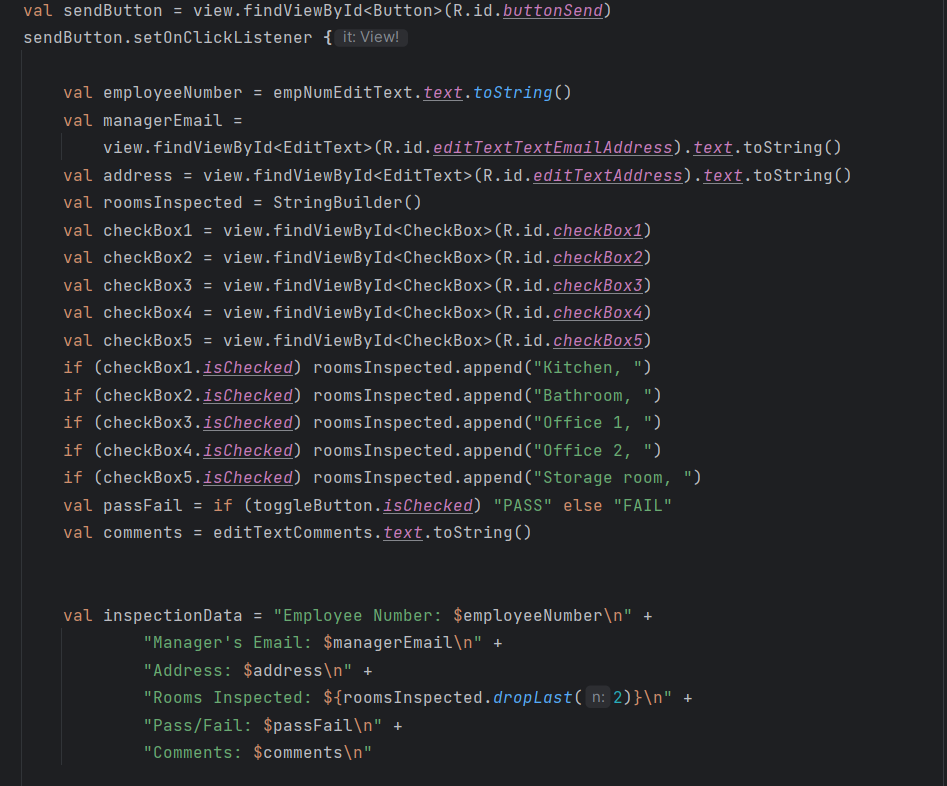 val sendButton = view.findViewById<Button>(R.id.buttonSend)
sendButton.setOnClickListener { it: View!
val employeeNumber = empNumEditText.text.toString()
val managerEmail =
view.findViewById<EditText>(R.id.editTextTextEmailAddress).text.toString()
val address = view.findViewById<EditText>(R.id.editTextAddress).text.toString()
val roomsInspected = StringBuilder()
val checkBox1 = view.findViewById<CheckBox>(R.id.checkBox1)
val checkBox2 = view.findViewById<CheckBox>(R.id.checkBox2)
val checkBox3 = view.findViewById<CheckBox>(R.id.checkBox3)
val checkBox4 = view.findViewById<CheckBox>(R.id.checkBox4)
val checkBox5 = view.findViewById<CheckBox>(R.id.checkBox5)
if (checkBox1.isChecked) roomsInspected.append("Kitchen, ")
if (checkBox2.isChecked) roomsInspected.append("Bathroom, ")
if (checkBox3.isChecked) roomsInspected.append("Office 1, ")
if (checkBox4.isChecked) roomsInspected.append("Office 2, ")
if (checkBox5.isChecked) roomsInspected.append("Storage room, ")
val passFail = if (toggleButton.isChecked) "PASS" else "FAIL"
val comments = editTextComments.text.toString()
val inspectionData = "Employee Number: $employeeNumber\n" +
"Manager's Email: $managerEmail\n" +
"Address: $address\n" +
"Rooms Inspected: ${roomsInspected.dropLast( n: 2)}\n" +
"Pass/Fail: $passFail\n" +
"Comments: $comments\n"